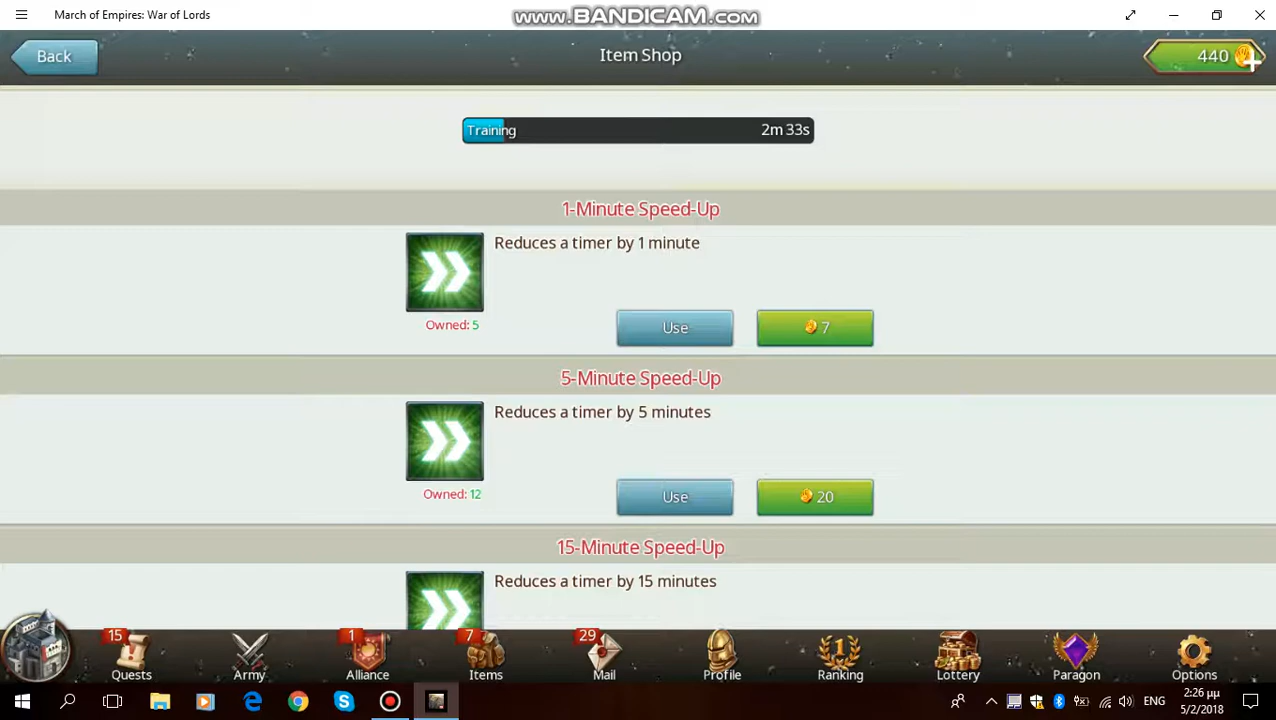 March of Empires: War of Lords
www.BANDICAM.com
Back
Item Shop
440
Training 2m 33s
1-Minute Speed-Up
Reduces a timer by 1 minute
Owned: 5
Use
7
5-Minute Speed-Up
Reduces a timer by 5 minutes
Owned: 12
Use
20
15-Minute Speed-Up
Reduces a timer by 15 minutes
15
1
7
29
1
Quests
Army
Alliance
Items
Mail
Profile
Ranking
Lottery
Paragon
Options
ENG
2:26 μμ
5/2/2018